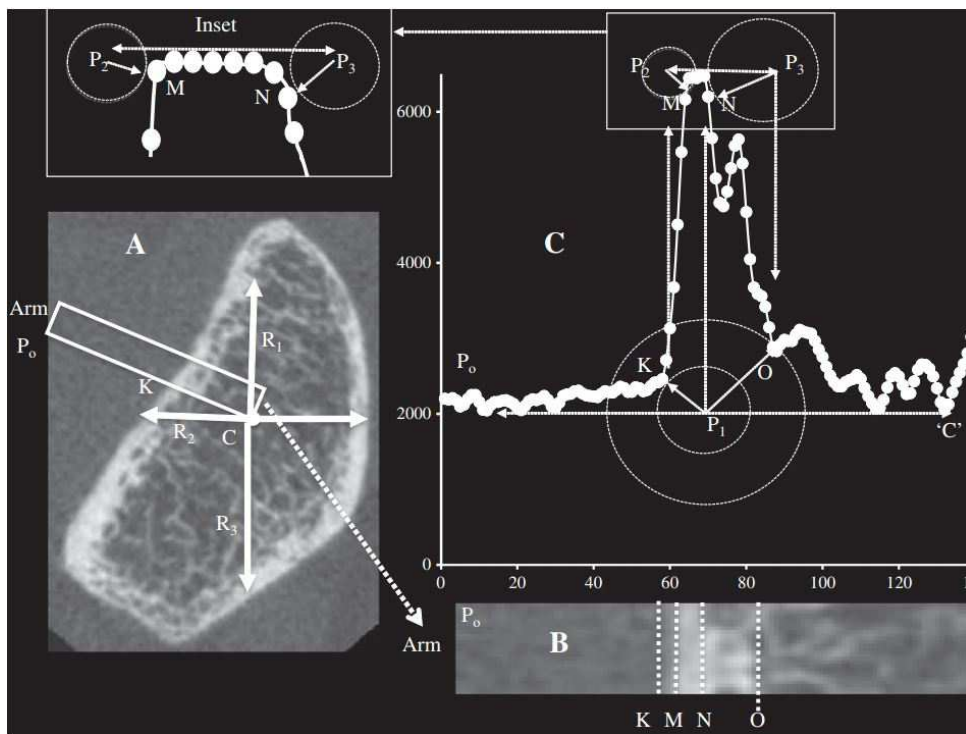 Inset
P2
P3
M
N
A
Arm
Po
K
R1
R2
C
R3
Arm
P2
P3
M
N
6000
C
4000
Po
K
O
2000
P1
'C'
0
0 20 40 60 80 100 120
Po
B
K M N O